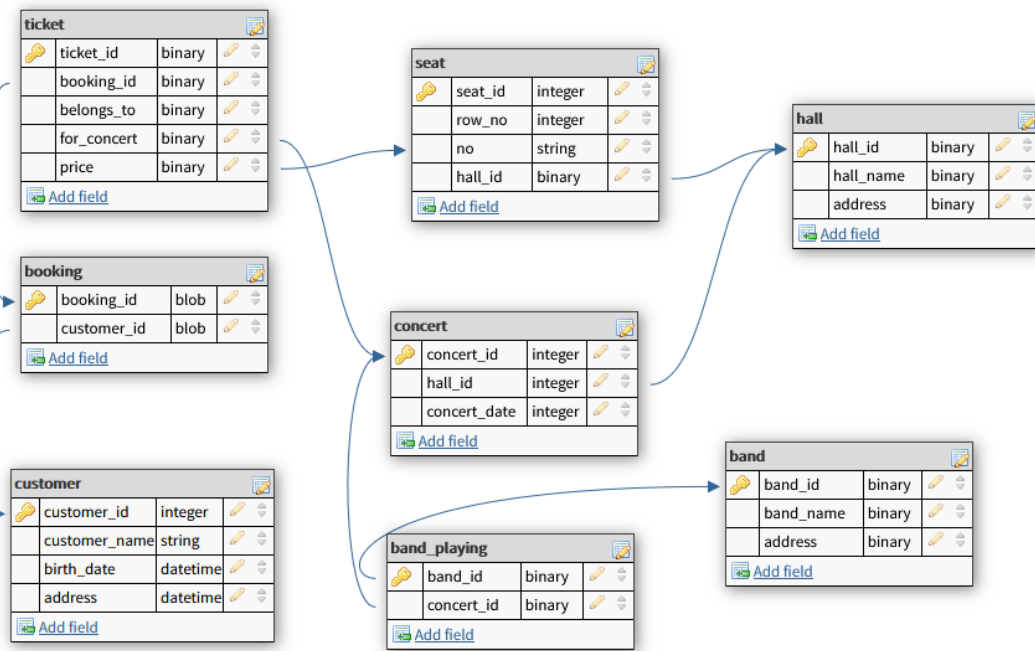 ticket
ticket_id binary
booking_id binary
belongs_to binary
for_concert binary
price binary
Add field
seat
seat_id integer
row_no integer
no string
hall_id binary
Add field
hall
hall_id binary
hall_name binary
address binary
Add field
booking
booking_id blob
customer_id blob
Add field
concert
concert_id integer
hall_id integer
concert_date integer
Add field
customer
customer_id integer
customer_name string
birth_date datetime
address datetime
Add field
band_playing
band_id binary
concert_id binary
Add field
band
band_id binary
band_name binary
address binary
Add field